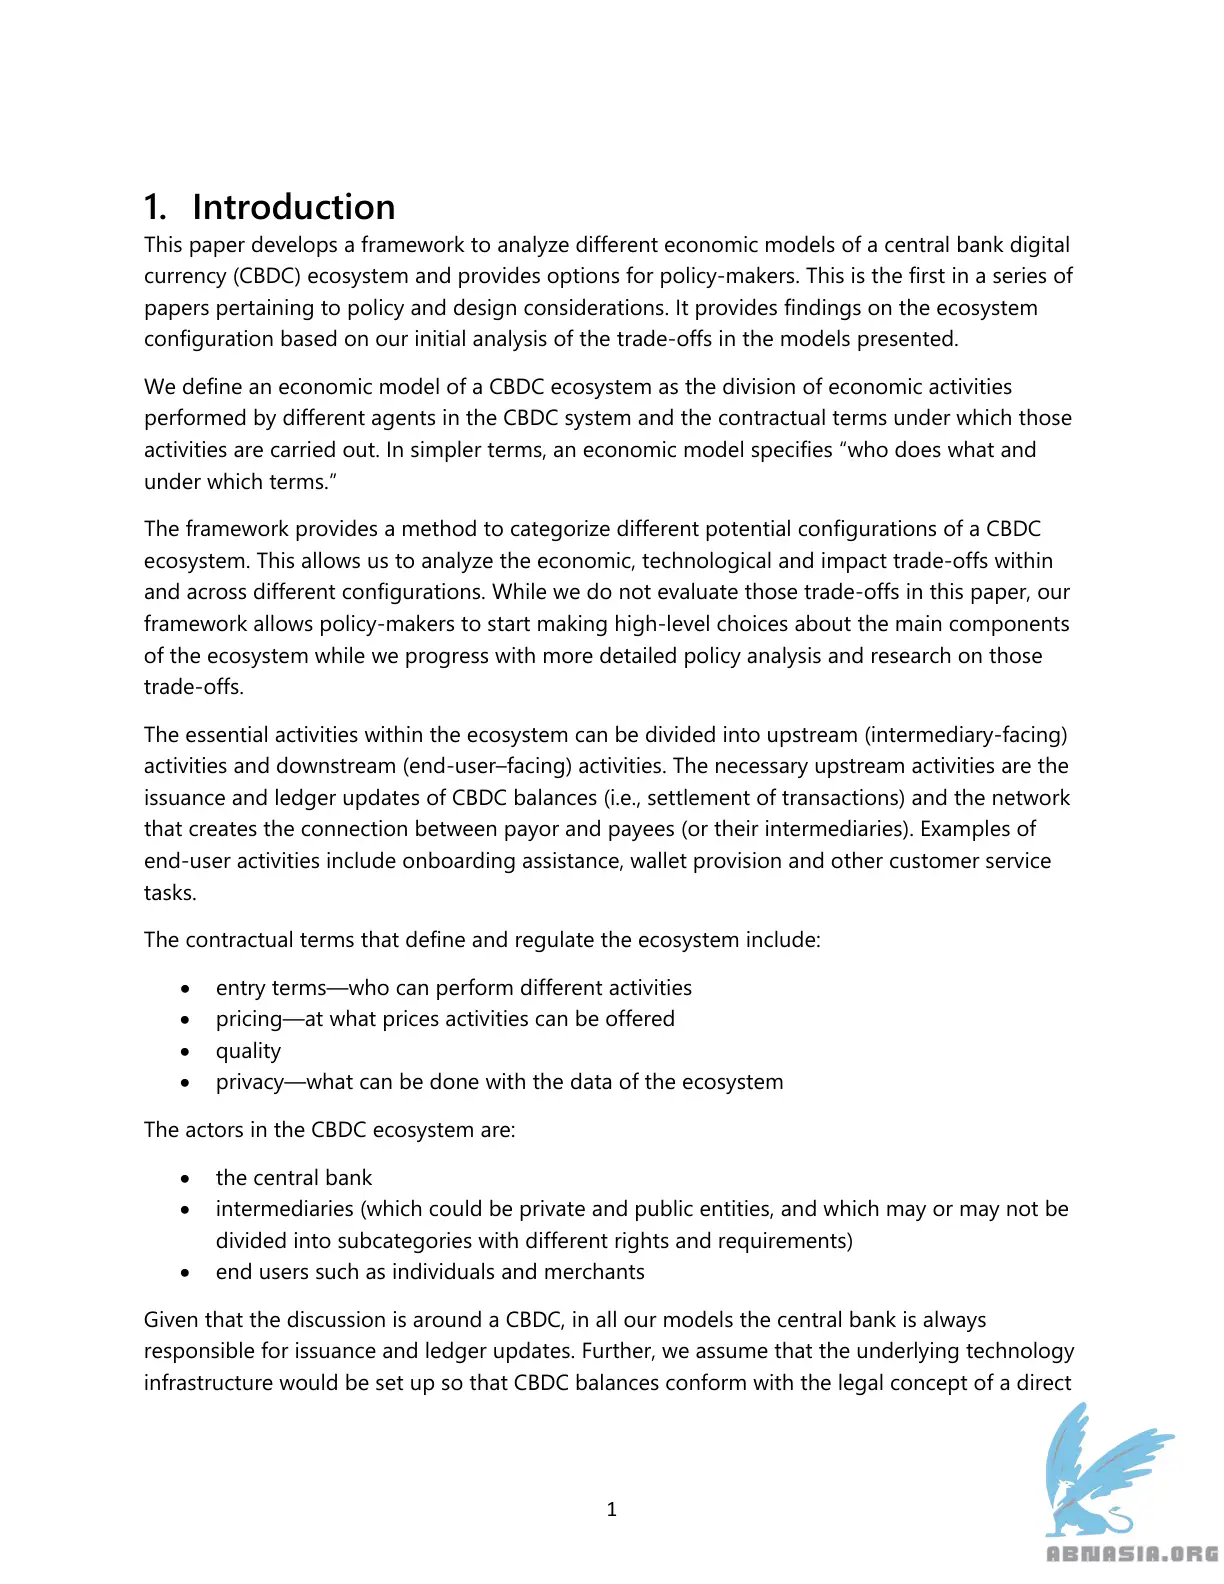 1. Introduction
This paper develops a framework to analyze different economic models of a central bank digital
currency (CBDC) ecosystem and provides options for policy-makers. This is the first in a series of
papers pertaining to policy and design considerations. It provides findings on the ecosystem
configuration based on our initial analysis of the trade-offs in the models presented.
We define an economic model of a CBDC ecosystem as the division of economic activities
performed by different agents in the CBDC system and the contractual terms under which those
activities are carried out. In simpler terms, an economic model specifies “who does what and
under which terms.”
The framework provides a method to categorize different potential configurations of a CBDC
ecosystem. This allows us to analyze the economic, technological and impact trade-offs within
and across different configurations. While we do not evaluate those trade-offs in this paper, our
framework allows policy-makers to start making high-level choices about the main components
of the ecosystem while we progress with more detailed policy analysis and research on those
trade-offs.
The essential activities within the ecosystem can be divided into upstream (intermediary-facing)
activities and downstream (end-user–facing) activities. The necessary upstream activities are the
issuance and ledger updates of CBDC balances (i.e., settlement of transactions) and the network
that creates the connection between payor and payees (or their intermediaries). Examples of
end-user activities include onboarding assistance, wallet provision and other customer service
tasks.
The contractual terms that define and regulate the ecosystem include:
• entry terms—who can perform different activities
• pricing—at what prices activities can be offered
• quality
• privacy—what can be done with the data of the ecosystem
The actors in the CBDC ecosystem are:
• the central bank
• intermediaries (which could be private and public entities, and which may or may not be
divided into subcategories with different rights and requirements)
• end users such as individuals and merchants
Given that the discussion is around a CBDC, in all our models the central bank is always
responsible for issuance and ledger updates. Further, we assume that the underlying technology
infrastructure would be set up so that CBDC balances conform with the legal concept of a direct
1
ABNASIA.ORG